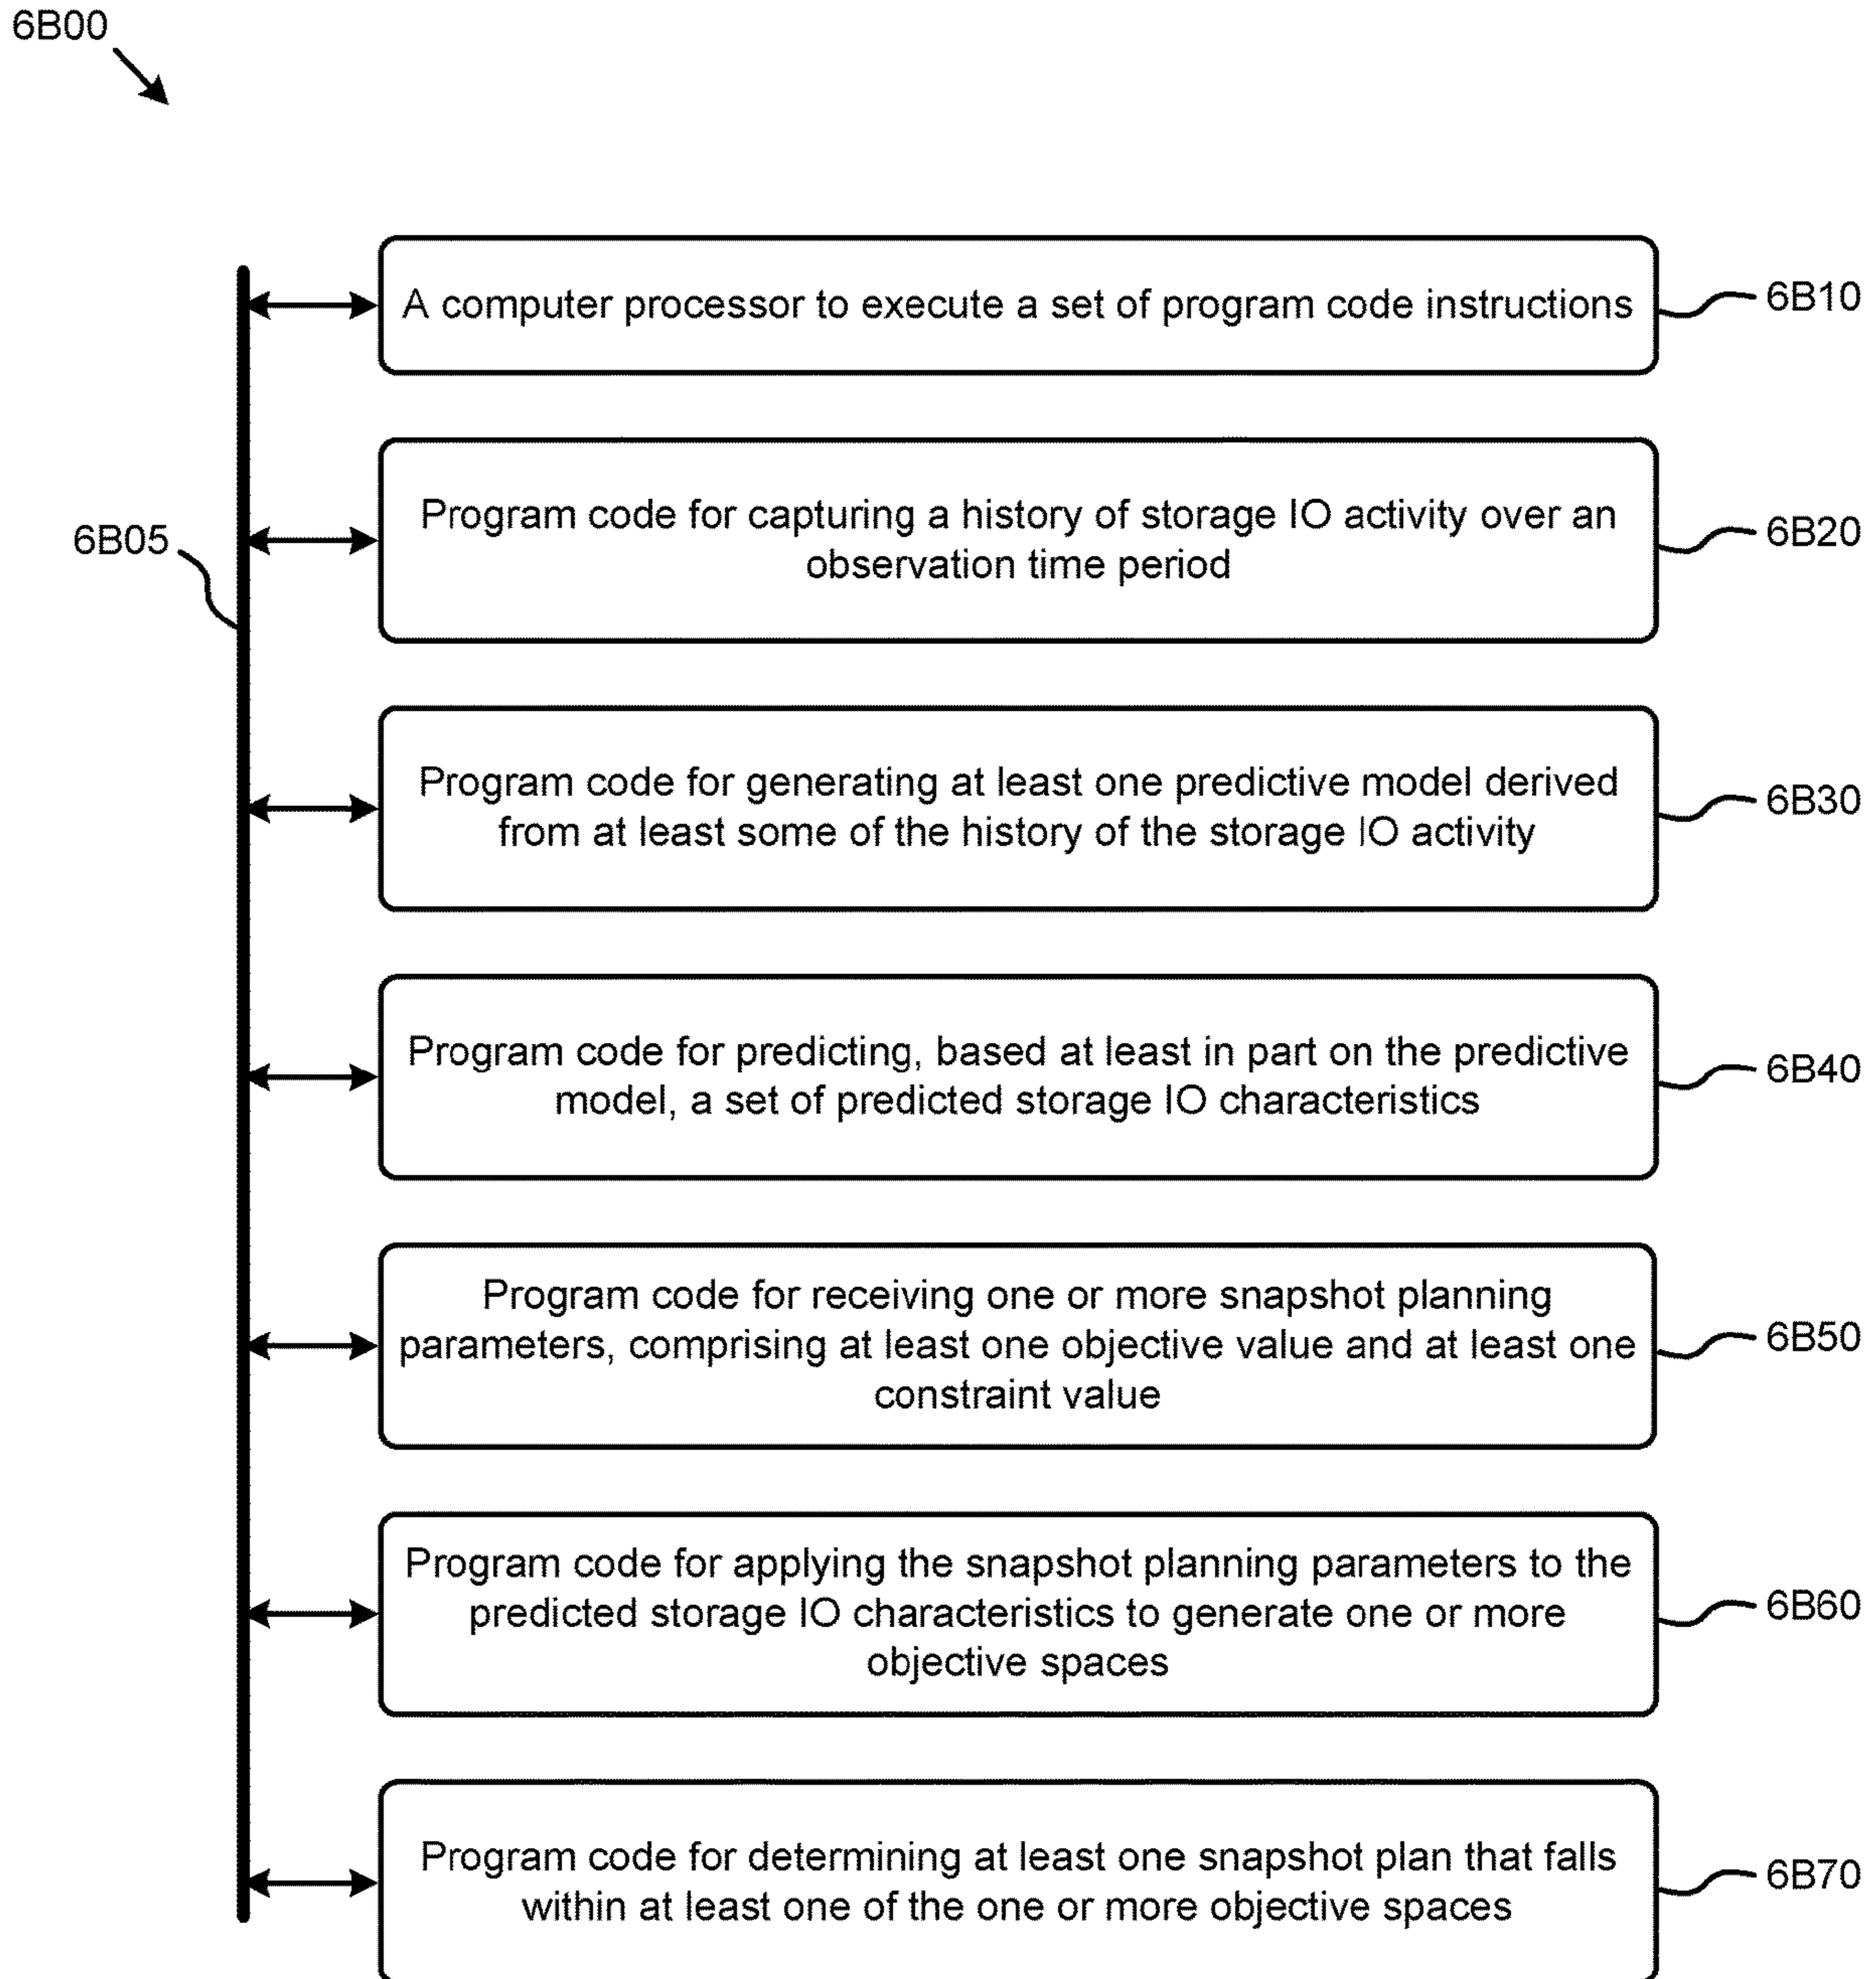 6B00
A computer processor to execute a set of program code instructions
6B10
Program code for capturing a history of storage IO activity over an
observation time period
6B20
6B05
Program code for generating at least one predictive model derived
from at least some of the history of the storage IO activity
6B30
Program code for predicting, based at least in part on the predictive
model, a set of predicted storage IO characteristics
6B40
Program code for receiving one or more snapshot planning
parameters, comprising at least one objective value and at least one
constraint value
6B50
Program code for applying the snapshot planning parameters to the
predicted storage IO characteristics to generate one or more
objective spaces
6B60
Program code for determining at least one snapshot plan that falls
within at least one of the one or more objective spaces
6B70